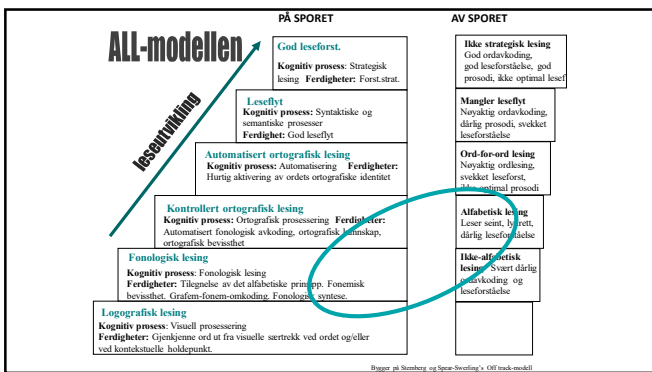 PÅ SPORET
AV SPORET
ALL-modellen
leseutvikling
God leseforst.
Kognitiv prosess: Strategisk
lesing Ferdigheter: Forst.strat.
Ikke strategisk lesing
God ordavkoding,
god leseforståelse, god
prosodi, ikke optimal lesef
Leseflyt
Kognitiv prosess: Syntaktiske og
semantiske prosesser
Ferdighet: God leseflyt
Mangler leseflyt
Nøyaktig ordavkoding,
dårlig prosodi, svekket
leseforståelse
Automatisert ortografisk lesing
Kognitiv prosess: Automatisering Ferdigheter:
Hurtig aktivering av ordets ortografiske identitet
Ord-for-ord lesing
Nøyaktig ordlesing,
svekket leseforst,
ikke optimal prosodi
Kontrollert ortografisk lesing
Kognitiv prosess: Ortografisk prosessering Ferdigheter:
Automatisert fonologisk avkoding, ortografisk kunnskap,
ortografisk bevissthet
Alfabetisk lesing
Leser seint, lydrett,
dårlig leseforståelse
Fonologisk lesing
Kognitiv prosess: Fonologisk lesing
Ferdigheter: Tilegnelse av det alfabetiske prinsipp. Fonemisk
bevissthet. Grafem-fonem-omkoding. Fonologisk syntese.
Ikke-alfabetisk
lesing Svært dårlig
ordavkoding og
leseforståelse
Logografisk lesing
Kognitiv prosess: Visuell prosessering
Ferdigheter: Gjenkjenne ord ut fra visuelle særtrekk ved ordet og/eller
ved kontekstuelle holdepunkt.
Bygger på Sternberg og Spear-Swerling's Off track-modell